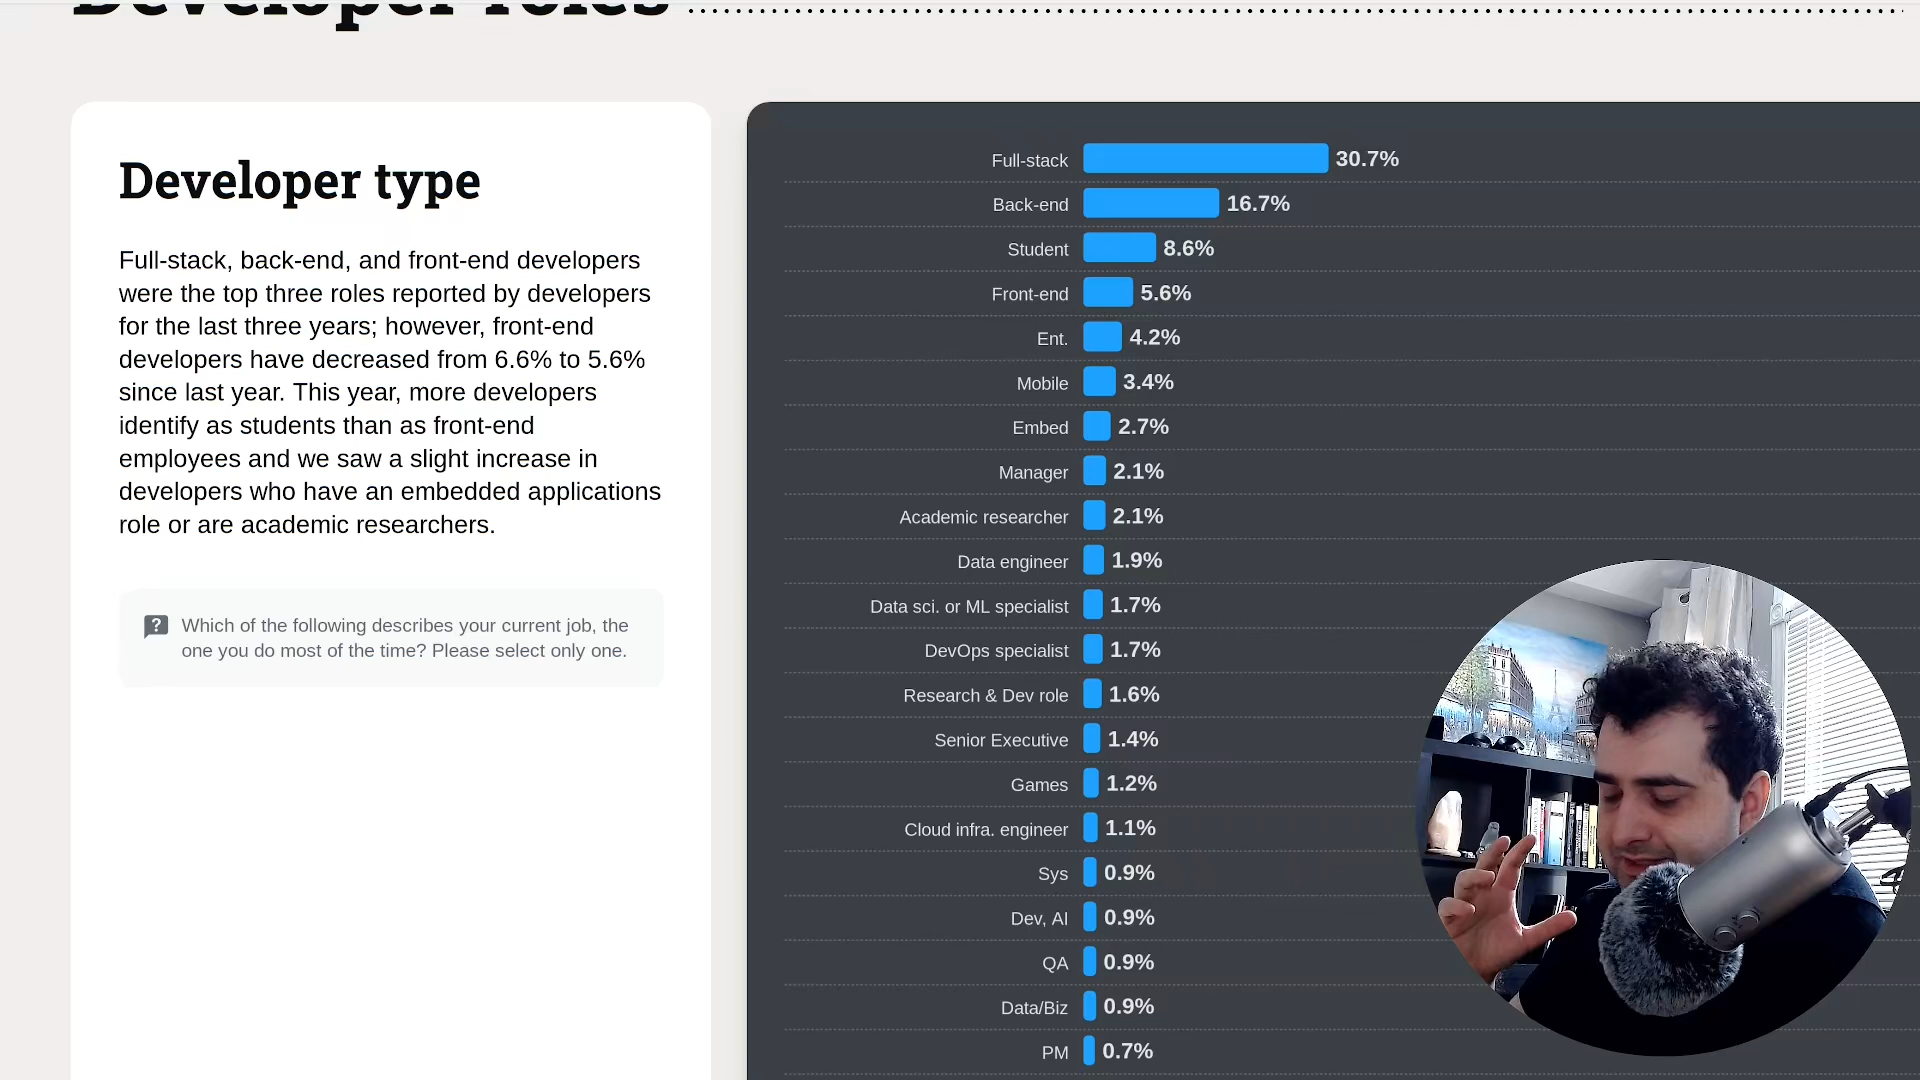 Developer roles
Developer type
Full-stack, back-end, and front-end developers
were the top three roles reported by developers
for the last three years; however, front-end
developers have decreased from 6.6% to 5.6%
since last year. This year, more developers
identify as students than as front-end
employees and we saw a slight increase in
developers who have an embedded applications
role or are academic researchers.
Which of the following describes your current job, the
one you do most of the time? Please select only one.
Full-stack 30.7%
Back-end 16.7%
Student 8.6%
Front-end 5.6%
Ent. 4.2%
Mobile 3.4%
Embed 2.7%
Manager 2.1%
Academic researcher 2.1%
Data engineer 1.9%
Data sci. or ML specialist 1.7%
DevOps specialist 1.7%
Research & Dev role 1.6%
Senior Executive 1.4%
Games 1.2%
Cloud infra. engineer 1.1%
Sys 0.9%
Dev, AI 0.9%
QA 0.9%
Data/Biz 0.9%
PM 0.7%